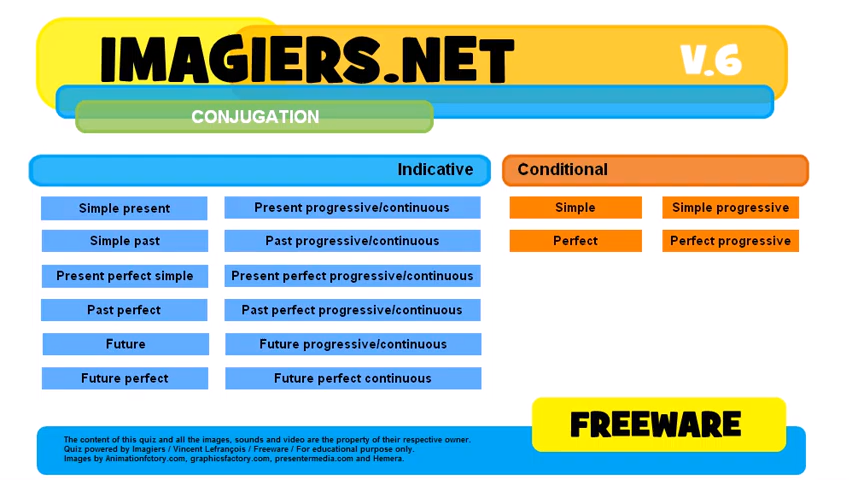 IMAGIERS.NET
V.6
CONJUGATION
Indicative
Conditional
Simple present
Present progressive/continuous
Simple
Simple progressive
Simple past
Past progressive/continuous
Perfect
Perfect progressive
Present perfect simple
Present perfect progressive/continuous
Past perfect
Past perfect progressive/continuous
Future
Future progressive/continuous
Future perfect
Future perfect continuous
FREEWARE
The content of this quiz and all the images, sounds and video are the property of their respective owner.
Quiz powered by Imagiers / Vincent Lefrançois / Freeware / For educational purpose only.
Images by Animationfctory.com, graphicsfactory.com, presentermedia.com and Hemera.